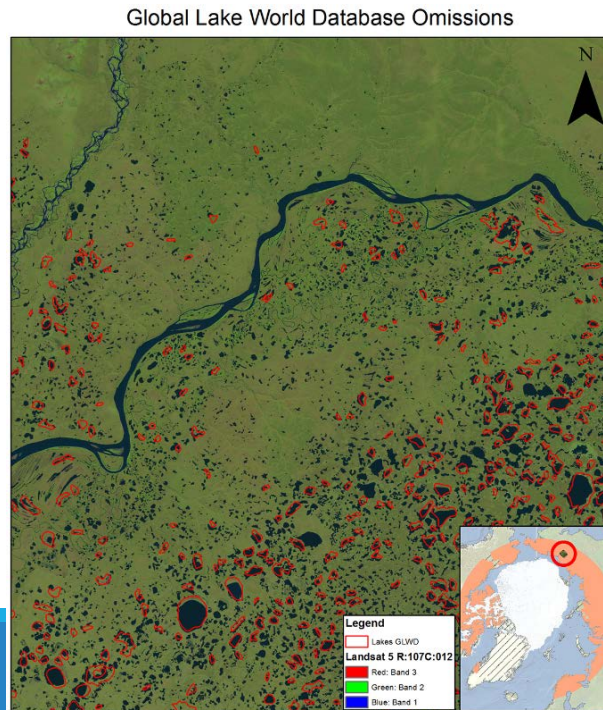 Global Lake World Database Omissions
N
Legend
Lakes GLWD
Landsat 5 R:107C:012
Red: Band 3
Green: Band 2
Blue: Band 1